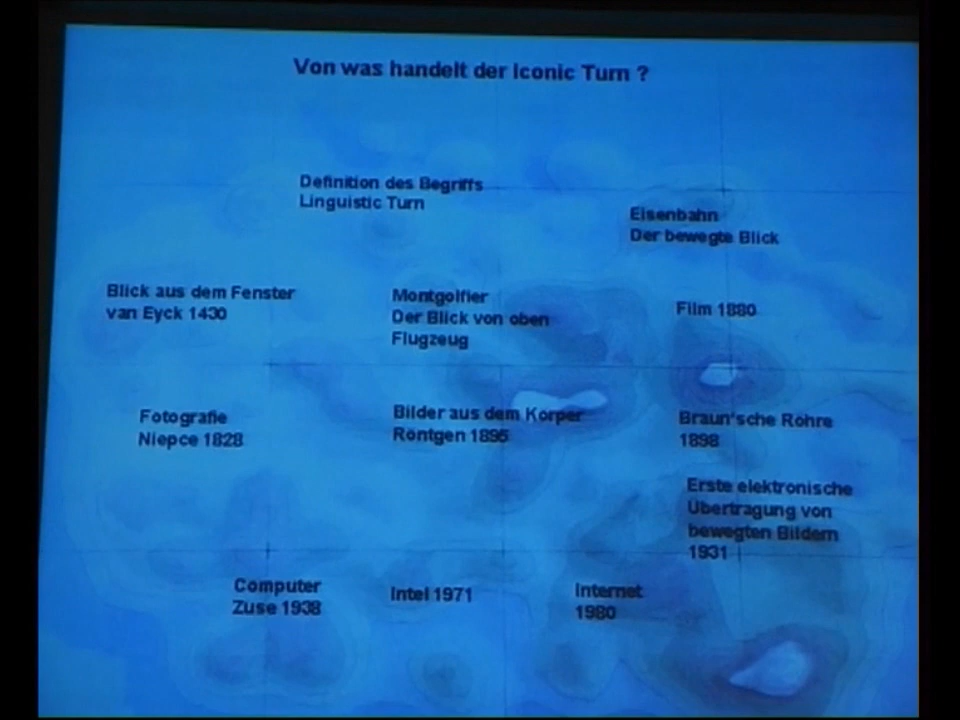 Von was handelt der Iconic Turn ?
Definition des Begriffs
Linguistic Turn
Eisenbahn
Der bewegte Blick
Blick aus dem Fenster
van Eyck 1430
Montgolfier
Der Blick von oben
Flugzeug
Film 1880
Fotografie
Niepce 1828
Bilder aus dem Körper
Röntgen 1895
Braun'sche Röhre
1898
Erste elektronische
Übertragung von
bewegten Bildern
1931
Computer
Zuse 1938
Intel 1971
Internet
1980